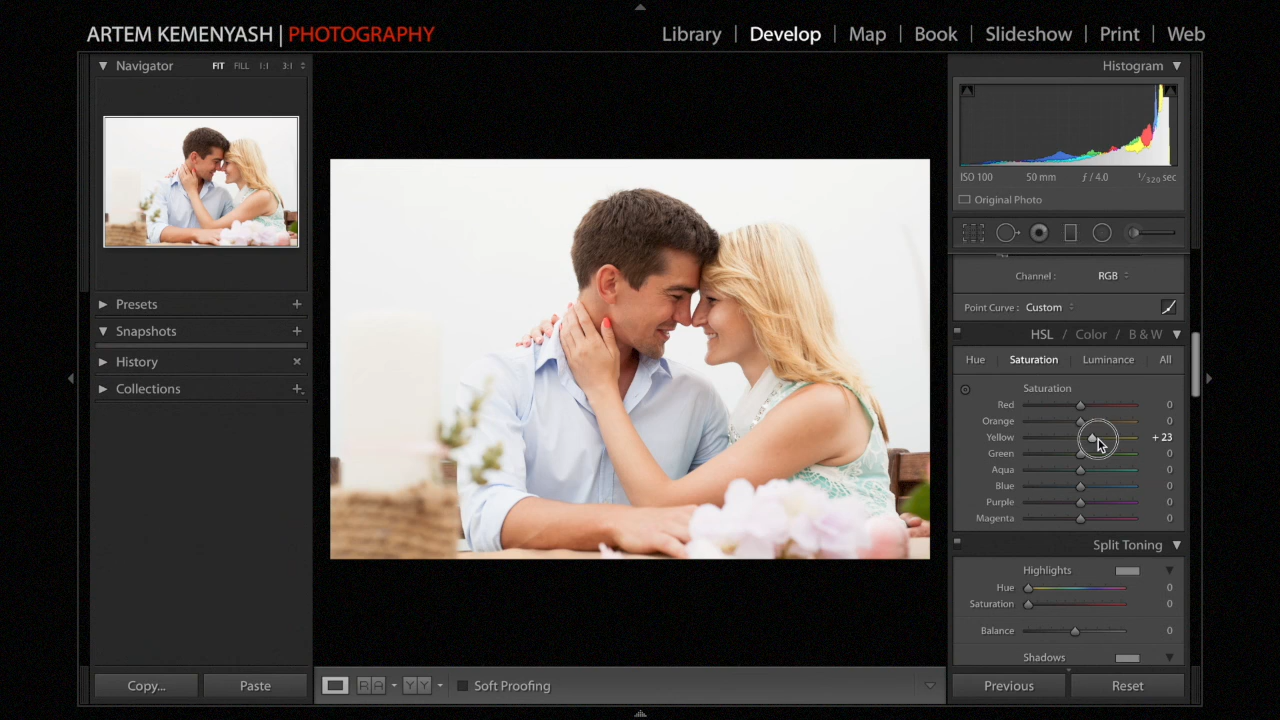 ARTEM KEMENYASH | PHOTOGRAPHY
Library | Develop | Map | Book | Slideshow | Print | Web
Navigator FIT FILL 1:1 3:1
Presets
Snapshots
History
Collections
Copy... Paste
RA YY Soft Proofing
Histogram
ISO 100 50 mm ƒ / 4.0 1/320 sec
Original Photo
Channel : RGB
Point Curve : Custom
HSL / Color / B & W
Hue Saturation Luminance All
Saturation
Red 0
Orange 0
Yellow + 23
Green 0
Aqua 0
Blue 0
Purple 0
Magenta 0
Split Toning
Highlights
Hue 0
Saturation 0
Balance 0
Shadows
Previous Reset